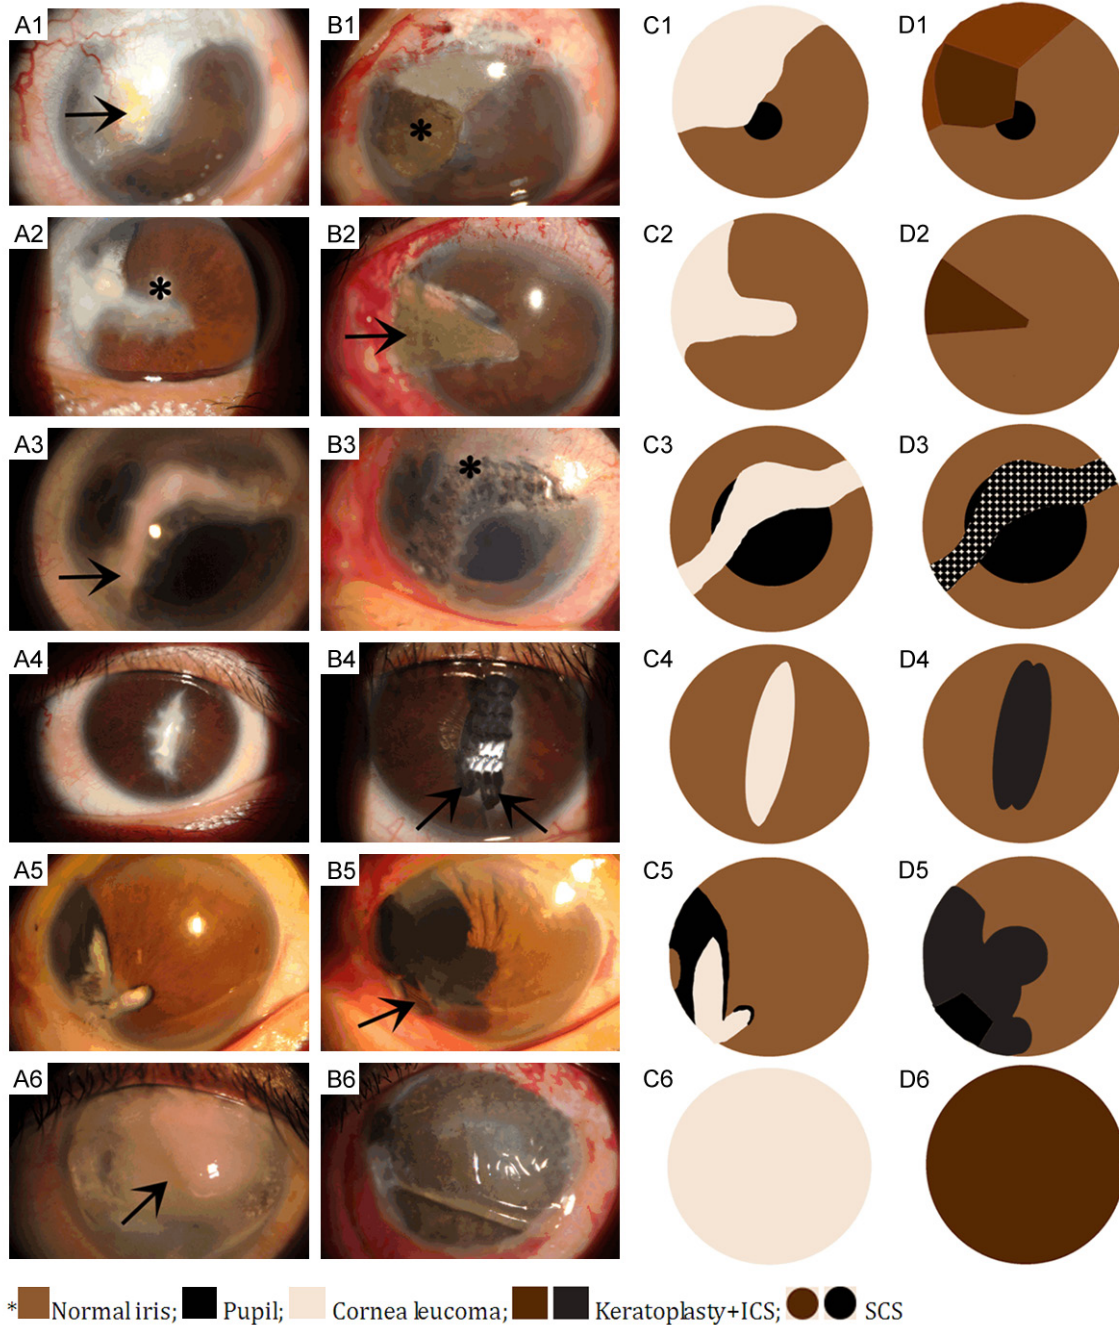 A1 B1 C1 D1
*
A2 B2 C2 D2
*
A3 B3 C3 D3
*
A4 B4 C4 D4
A5 B5 C5 D5
A6 B6 C6 D6
* Normal iris; Pupil; Cornea leucoma; Keratoplasty+ICS; SCS